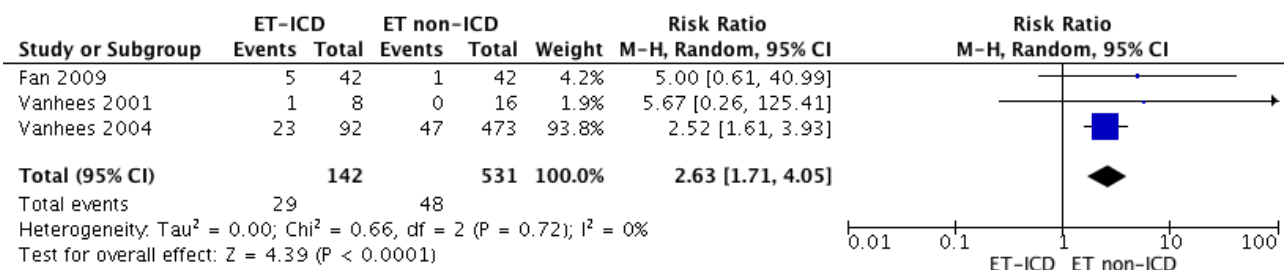 ET-ICD ET non-ICD Risk Ratio Risk Ratio
Study or Subgroup Events Total Events Total Weight M-H, Random, 95% CI M-H, Random, 95% CI
Fan 2009 5 42 1 42 4.2% 5.00 [0.61, 40.99]
Vanhees 2001 1 8 0 16 1.9% 5.67 [0.26, 125.41]
Vanhees 2004 23 92 47 473 93.8% 2.52 [1.61, 3.93]
Total (95% CI) 142 531 100.0% 2.63 [1.71, 4.05]
Total events 29 48
Heterogeneity: Tau² = 0.00; Chi² = 0.66, df = 2 (P = 0.72); I² = 0%
Test for overall effect: Z = 4.39 (P < 0.0001)
0.01 0.1 1 10 100
ET-ICD ET non-ICD